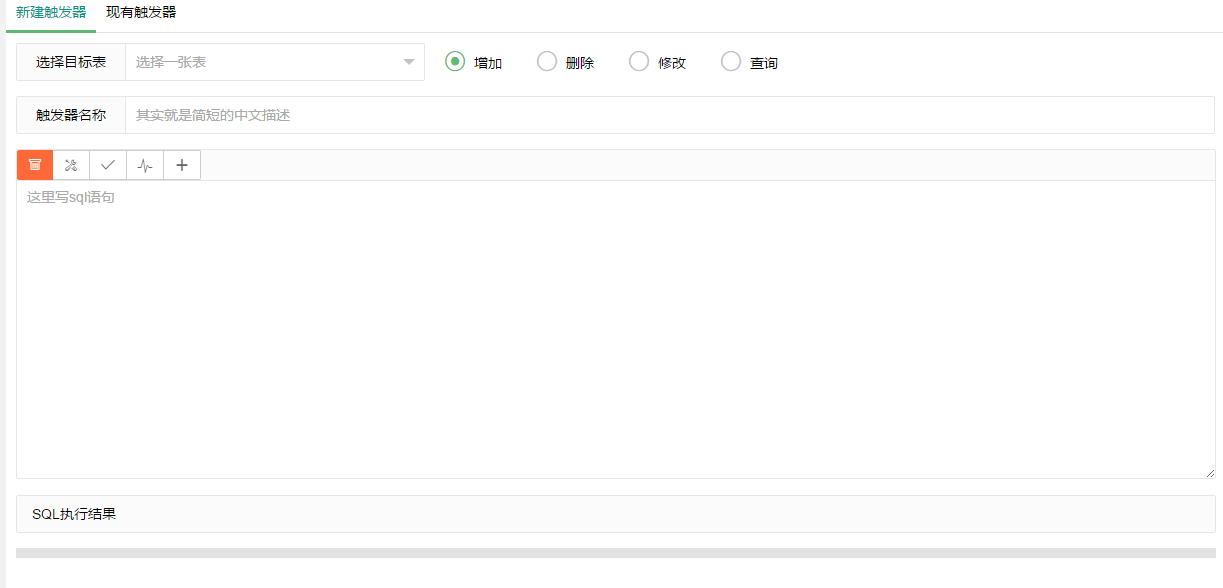 新建触发器 现有触发器
选择目标表 选择一张表 增加 删除 修改 查询
触发器名称 其实就是简短的中文描述
这里写sql语句
SQL执行结果